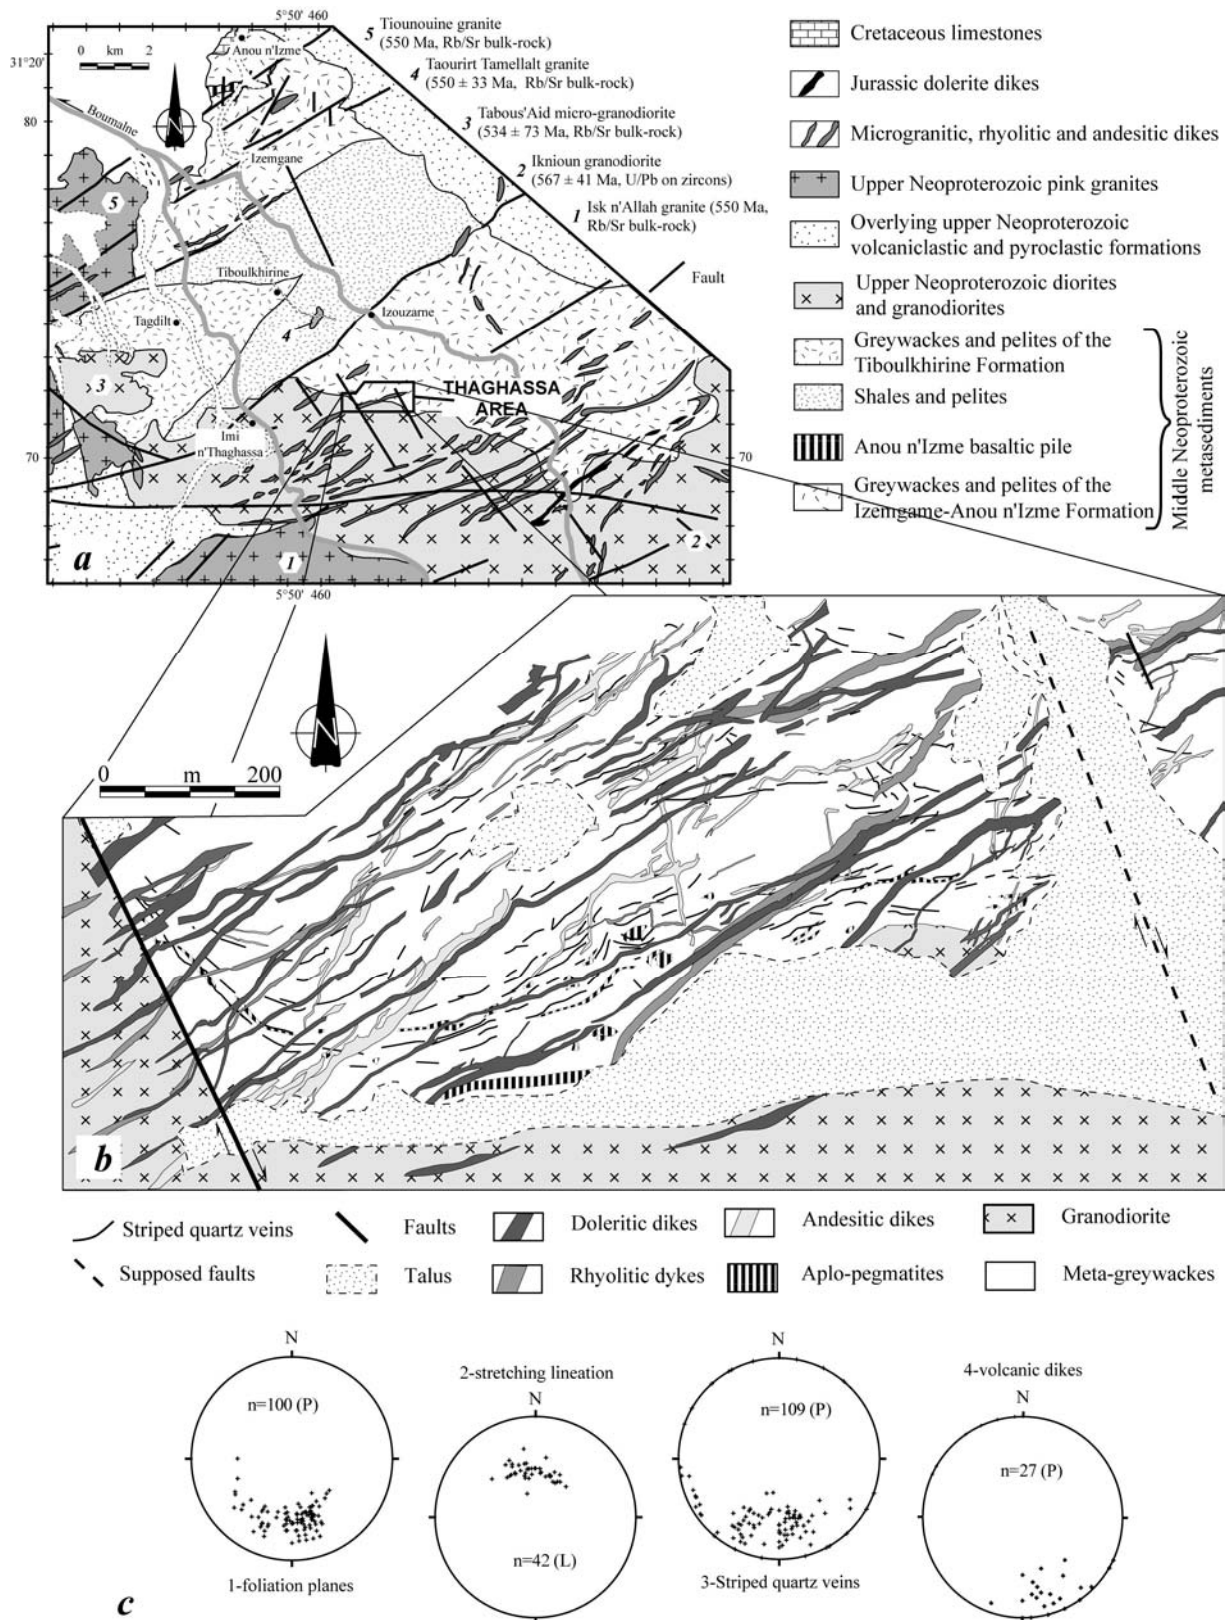 5°50' 460
0 km 2
31°20'
80
70
Anou n'Izme
Boumalne
Izemgane
Tiboulkhirine
Tagdilt
Izouzarne
Imi
n'Thaghassa
THAGHASSA
AREA
Fault
70
N
5
3
4
1
2
a
5°50' 460
5 Tiounouine granite
(550 Ma, Rb/Sr bulk-rock)
4 Taourirt Tamellalt granite
(550 ± 33 Ma, Rb/Sr bulk-rock)
3 Tabous'Aid micro-granodiorite
(534 ± 73 Ma, Rb/Sr bulk-rock)
2 Iknioun granodiorite
(567 ± 41 Ma, U/Pb on zircons)
1 Isk n'Allah granite (550 Ma,
Rb/Sr bulk-rock)
Cretaceous limestones
Jurassic dolerite dikes
Microgranitic, rhyolitic and andesitic dikes
Upper Neoproterozoic pink granites
Overlying upper Neoproterozoic
volcaniclastic and pyroclastic formations
Upper Neoproterozoic diorites
and granodiorites
Greywackes and pelites of the
Tiboulkhirine Formation
Shales and pelites
Anou n'Izme basaltic pile
Greywackes and pelites of the
Izemgame-Anou n'Izme Formation
Middle Neoproterozoic
metasediments
N
0 m 200
b
Striped quartz veins
Faults
Doleritic dikes
Andesitic dikes
Granodiorite
Supposed faults
Talus
Rhyolitic dykes
Aplo-pegmatites
Meta-greywackes
N
n=100 (P)
1-foliation planes
2-stretching lineation
N
n=42 (L)
N
n=109 (P)
3-Striped quartz veins
4-volcanic dikes
N
n=27 (P)
c